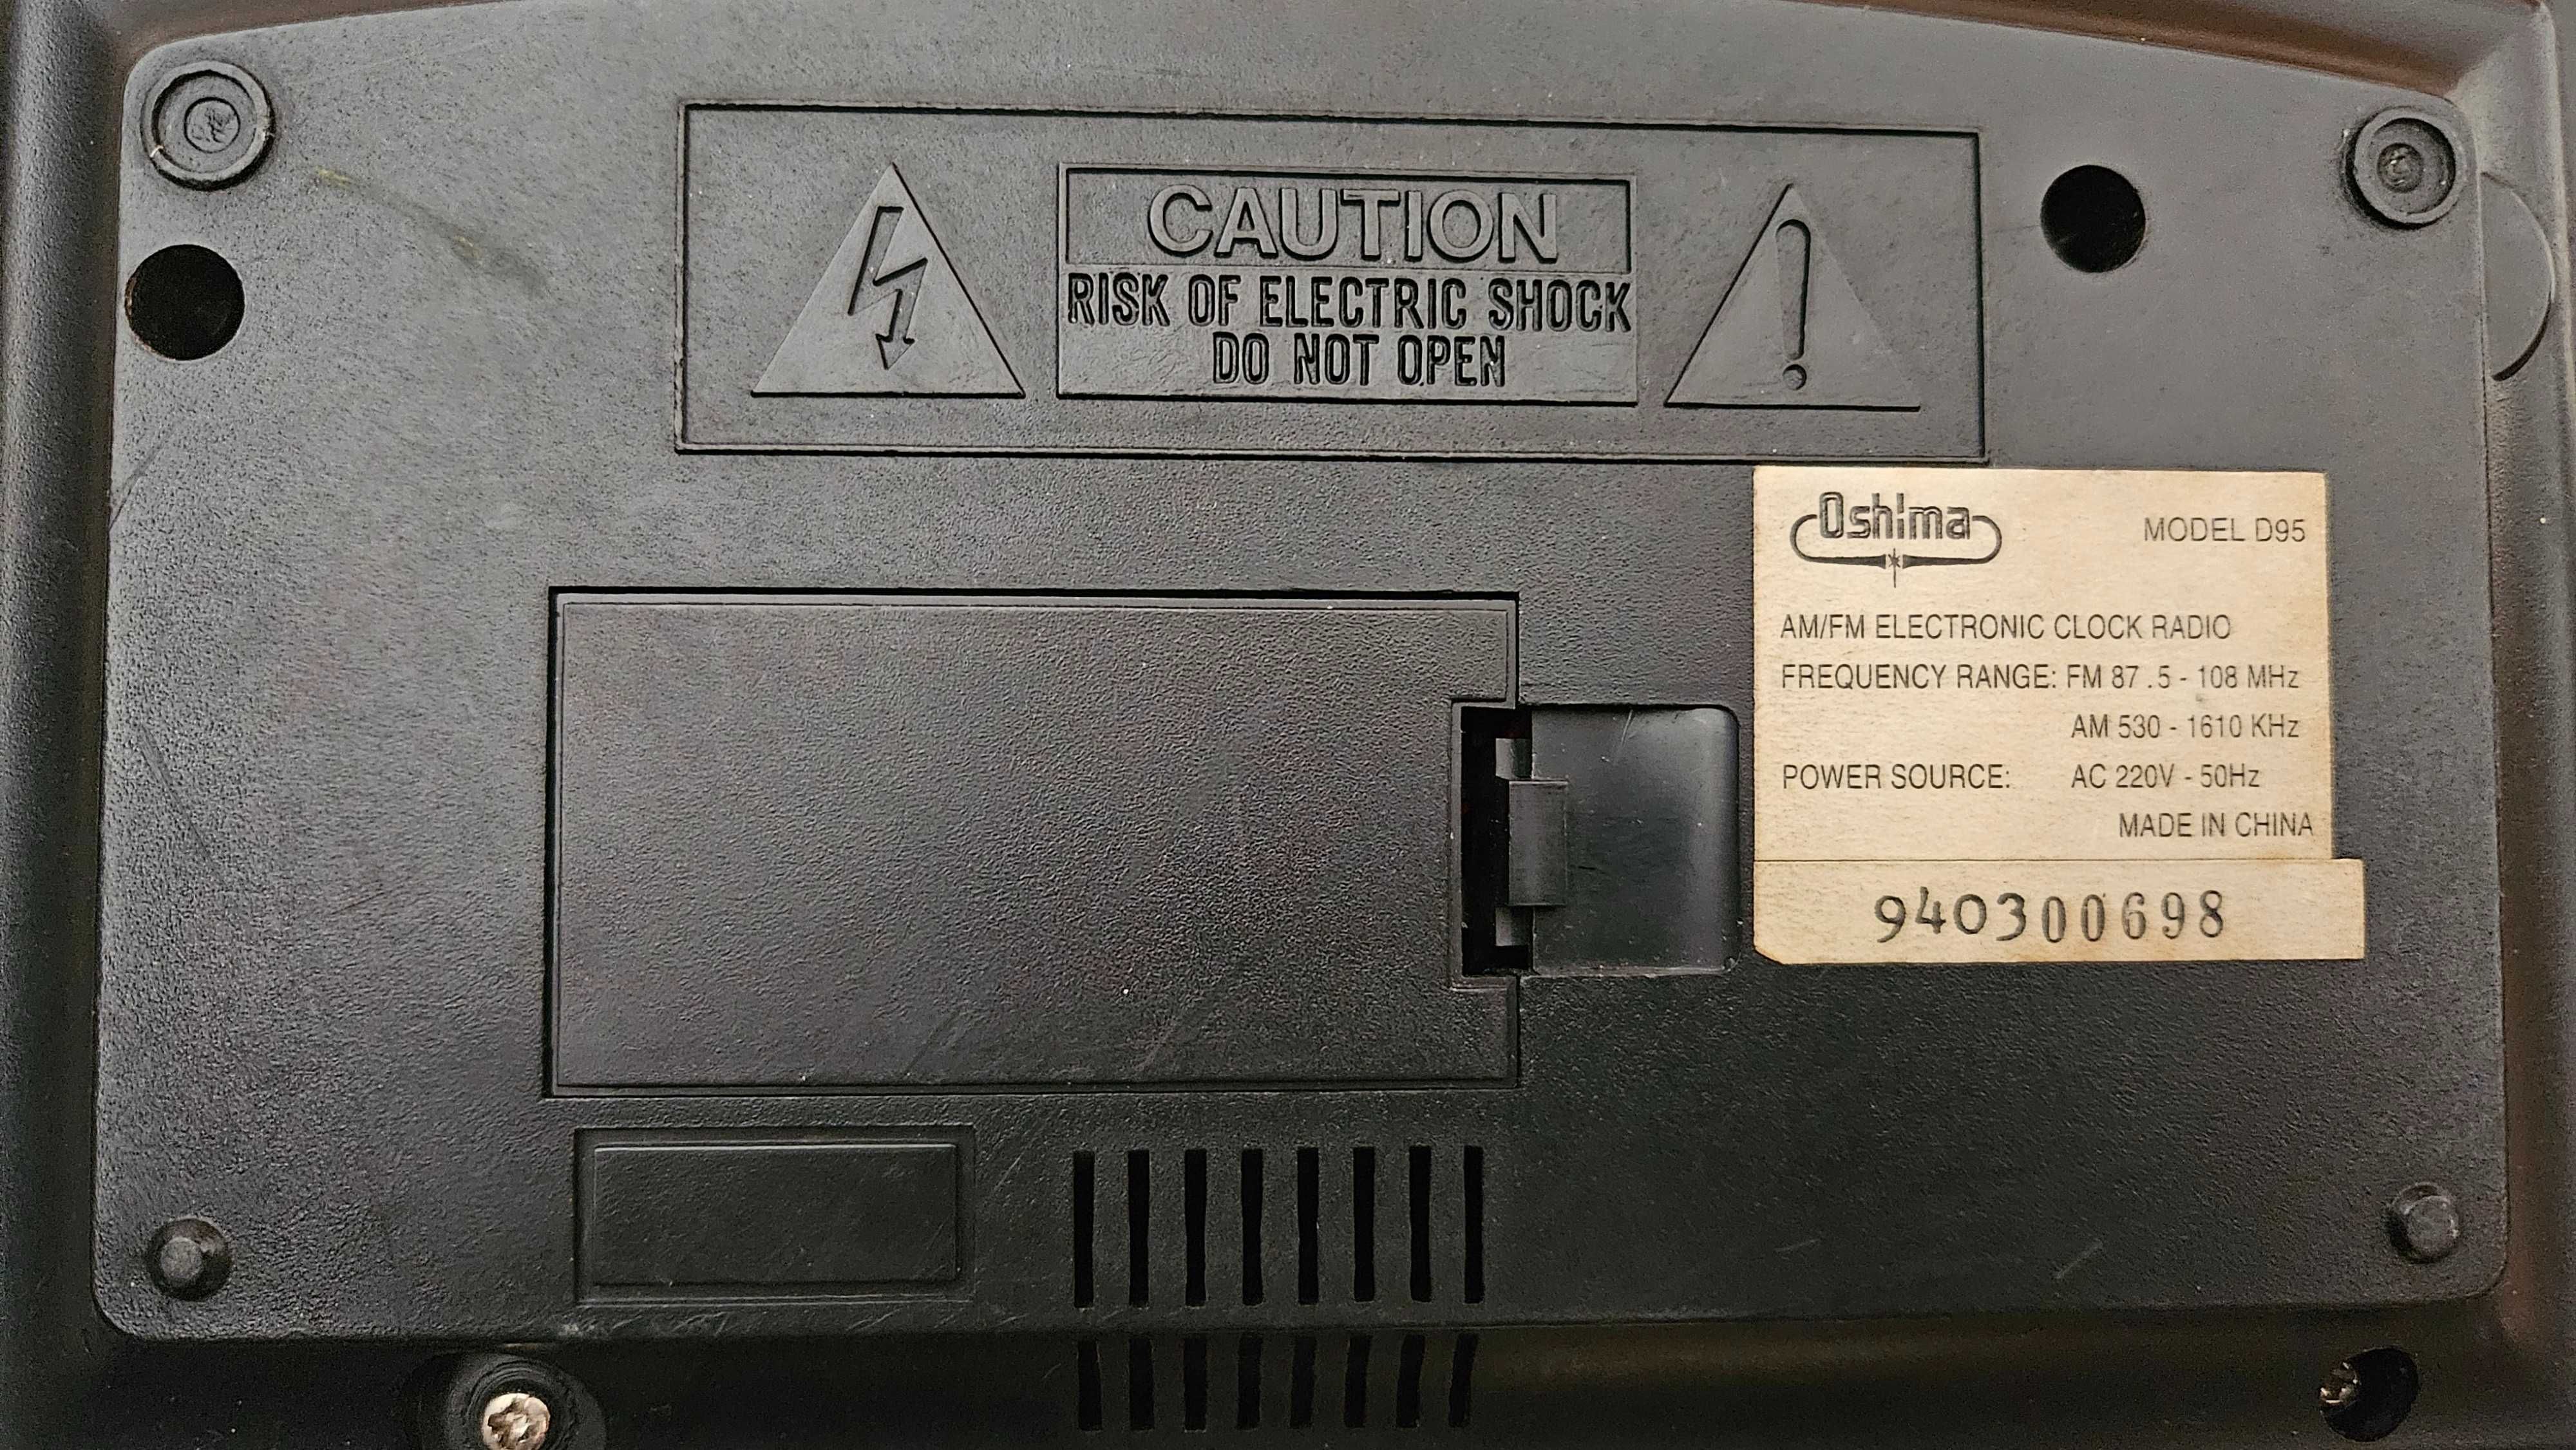 CAUTION
RISK OF ELECTRIC SHOCK
DO NOT OPEN
Oshima
MODEL D95
AM/FM ELECTRONIC CLOCK RADIO
FREQUENCY RANGE: FM 87.5 - 108 MHz
AM 530 - 1610 KHz
POWER SOURCE: AC 220V - 50Hz
MADE IN CHINA
940300698